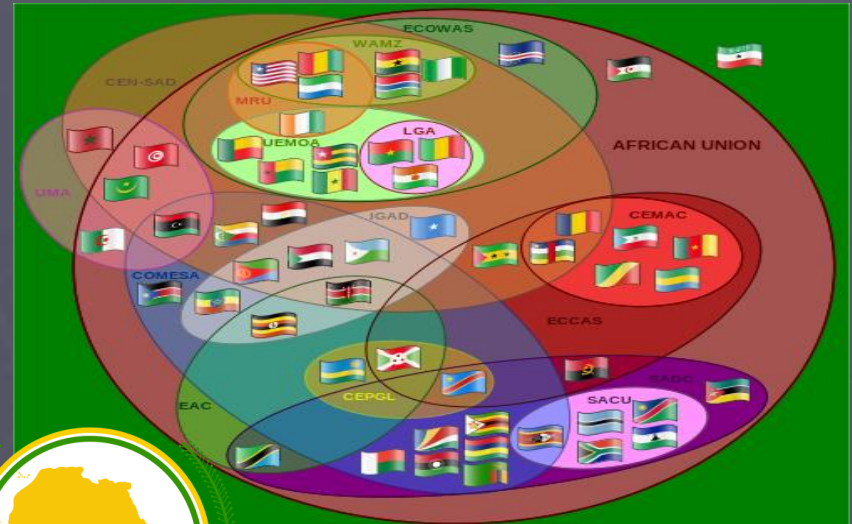 ECOWAS
WAMZ
CEN-SAD
MRU
LGA
UEMOA
AFRICAN UNION
UMA
IGAD
CEMAC
COMESA
ECCAS
SADC
CEPGL
SACU
EAC